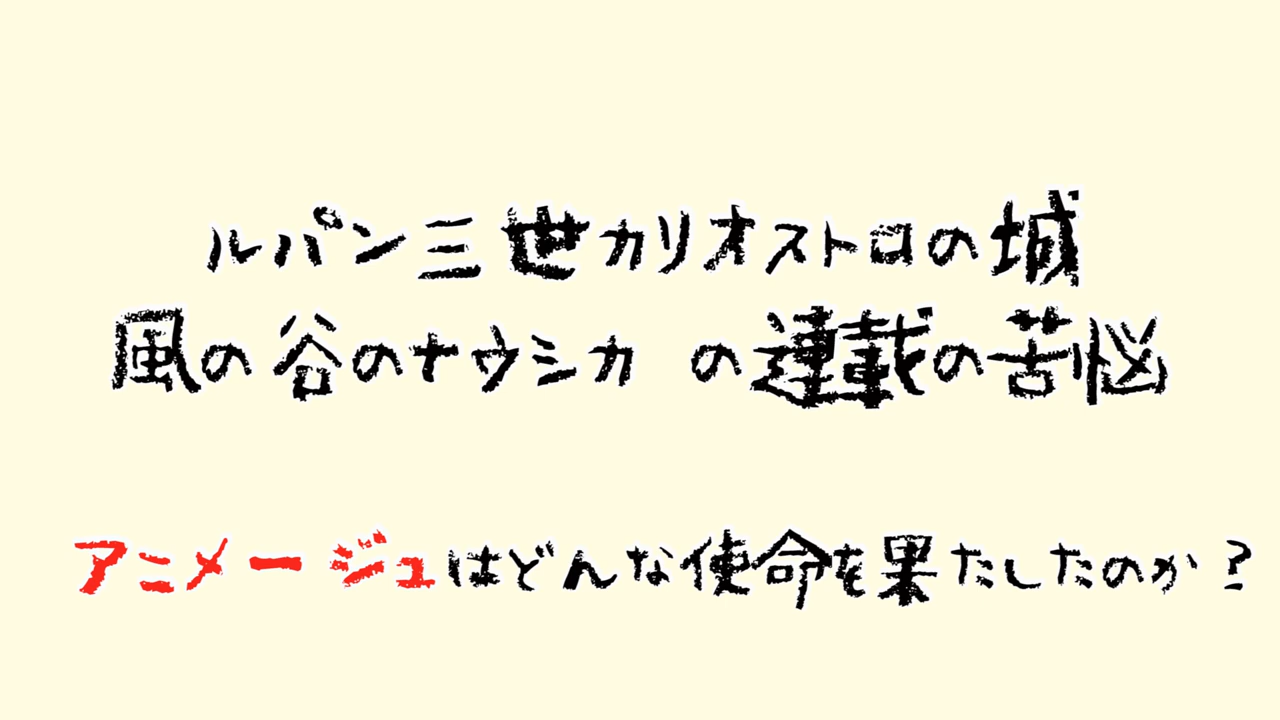 ルパン三世カリオストロの城
風の谷のナウシカ の連載の苦悩
アニメージュはどんな使命を果たしたのか?